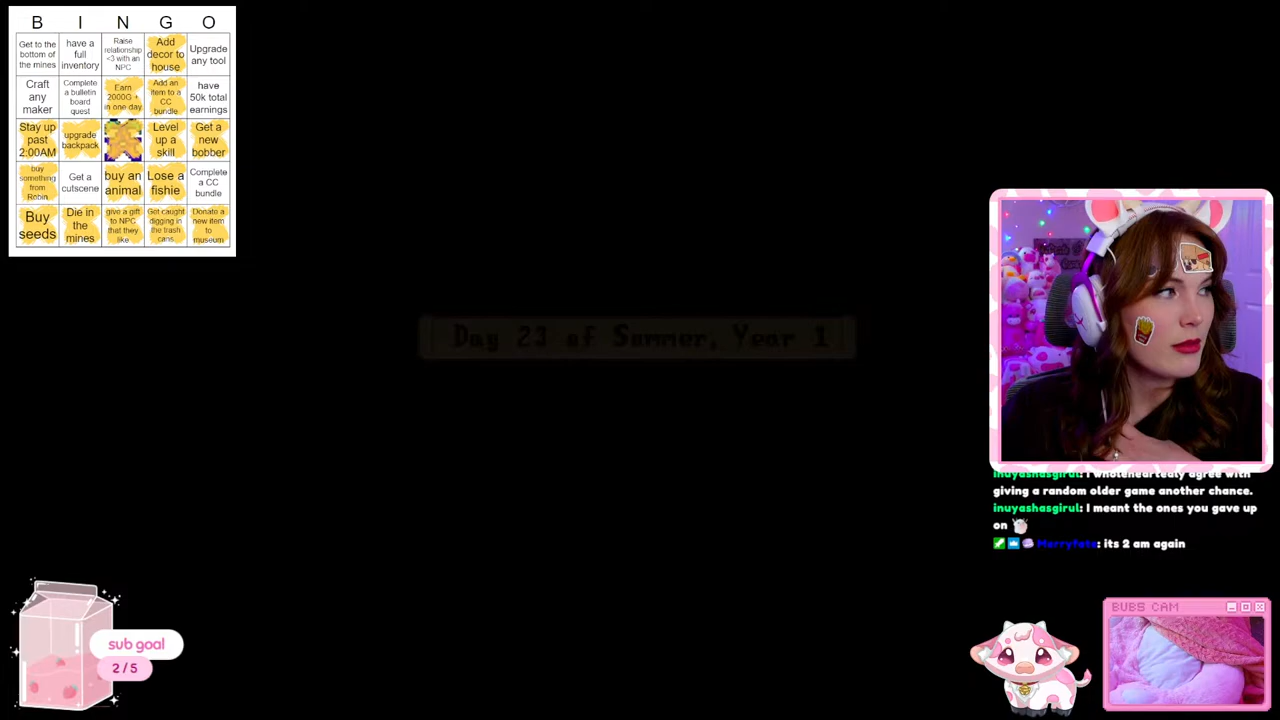 B I N G O
Get to the bottom of the mines
have a full inventory
Raise relationship <3 with an NPC
Add decor to house
Upgrade any tool
Craft any maker
Complete a bulletin board quest
Earn 2000G + in one day
Add an item to a CC bundle
have 50k total earnings
Stay up past 2:00AM
upgrade backpack
Level up a skill
Get a new bobber
buy something from Robin
Get a cutscene
buy an animal
Lose a fishie
Complete a CC bundle
Buy seeds
Die in the mines
give a gift to NPC that they like
Get caught digging in the trash cans
Donate a new item to museum
Day 23 of Summer, Year 1
inuyashasgirul: I wholeheartedly agree with
giving a random older game another chance.
inuyashasgirul: I meant the ones you gave up
on
: its 2 am again
sub goal
2 / 5
BUBS CAM